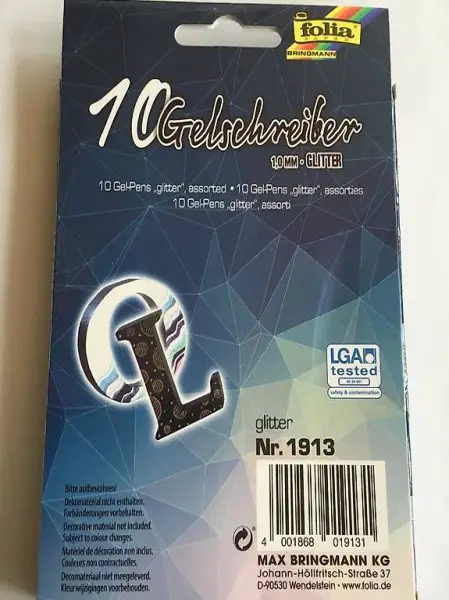 folia
BRINGMANN
10 Gelschreiber
1,0 MM • GLITTER
10 Gel-Pens „glitter“, assorted • 10 Gel-Pens „glitter“, assorties
10 Gel-Pens „glitter“, assorti
OL
LGA
tested
safety & contamination
glitter
Nr. 1913
Bitte aufbewahren!
Dekomaterial nicht enthalten.
Farbänderungen vorbehalten.
Decorative material not included.
Subject to colour changes.
Matériel de décoration non inclus.
Couleurs non contractuelles.
Decomateriaal niet meegeleverd.
Kleurwijzigingen voorbehouden.
4 001868 019131
MAX BRINGMANN KG
Johann-Höllfritsch-Straße 37
D-90530 Wendelstein • www.folia.de